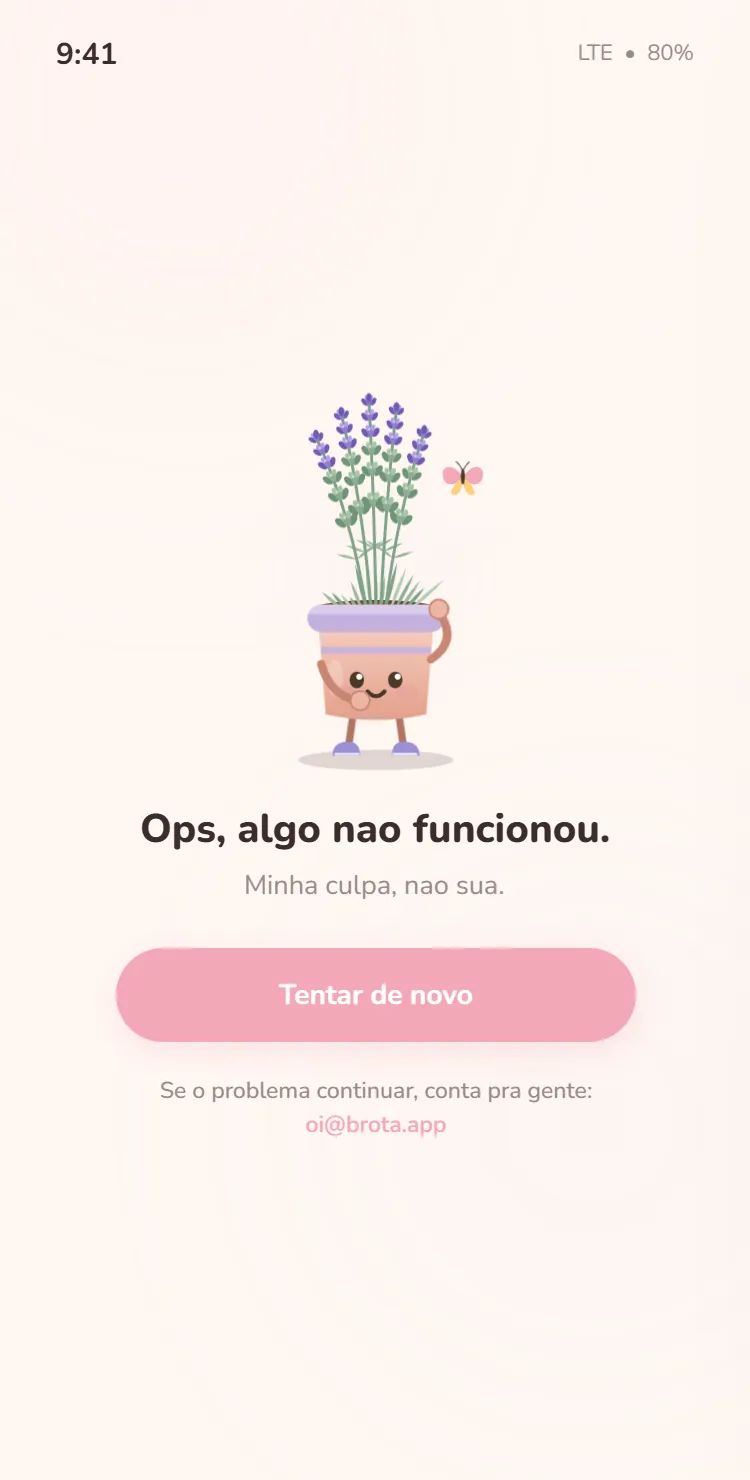 9:41
LTE • 80%
Ops, algo nao funcionou.
Minha culpa, nao sua.
Tentar de novo
Se o problema continuar, conta pra gente:
oi@brota.app